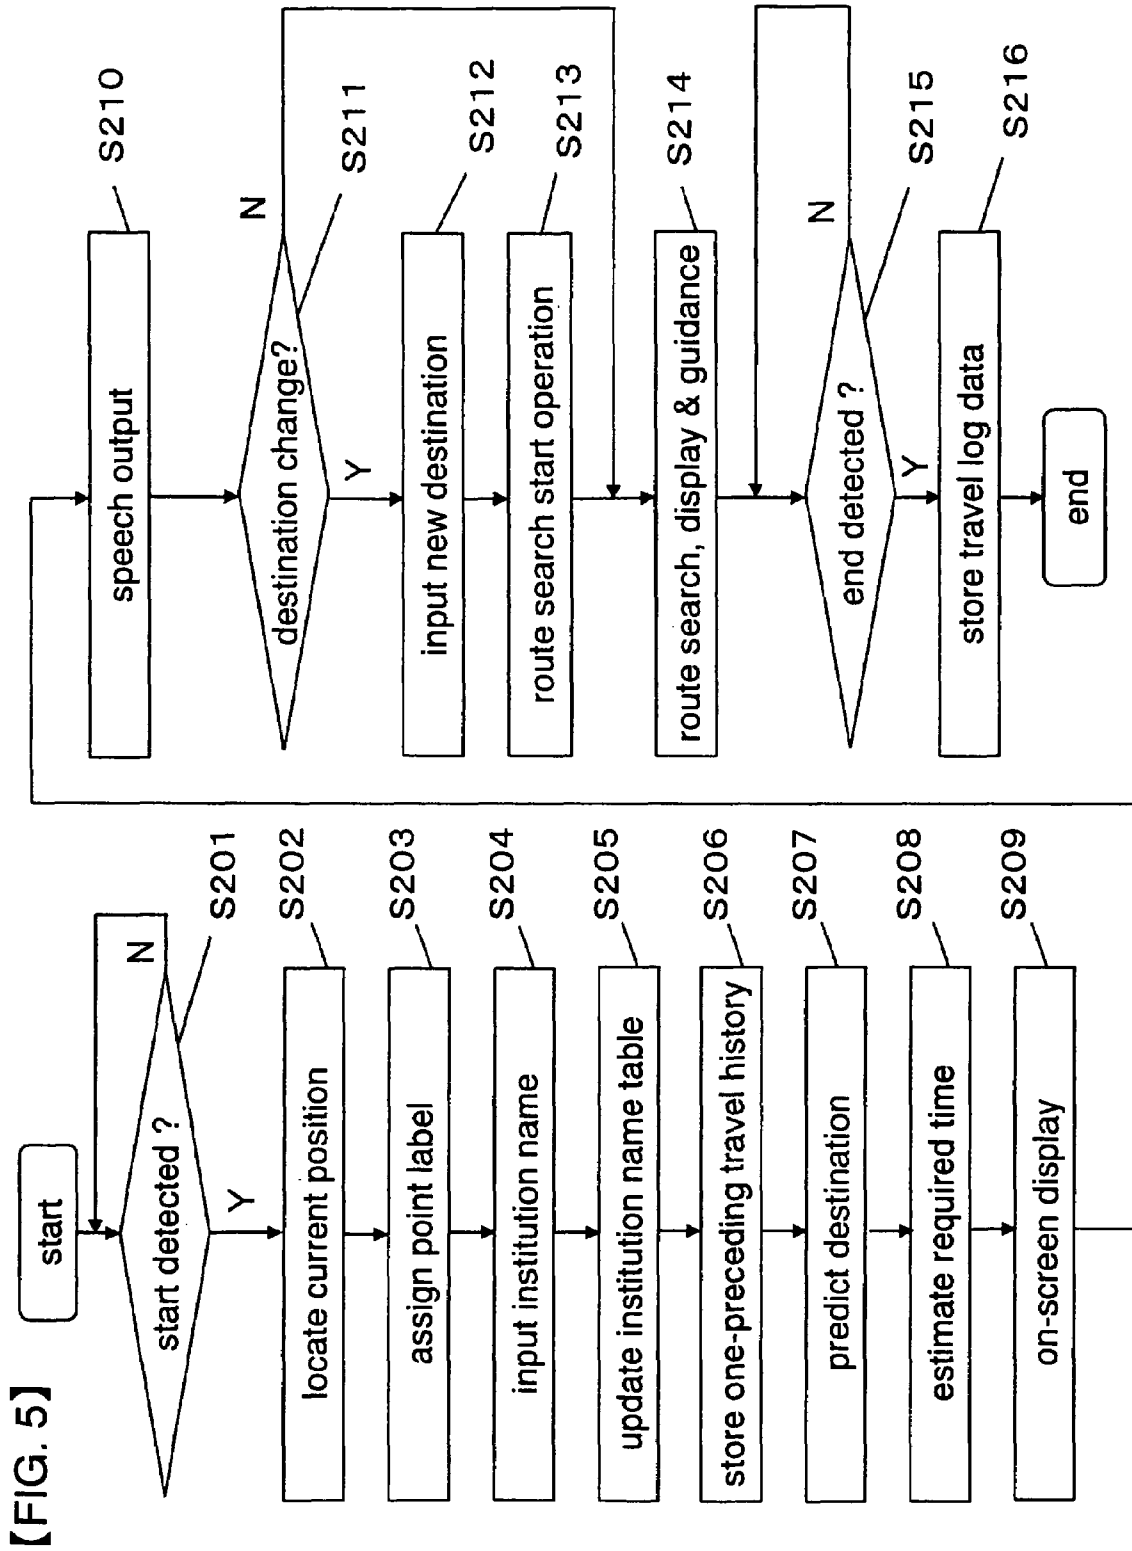 【FIG. 5】
start
start detected ?
N
S201
Y
locate current position
S202
assign point label
S203
input institution name
S204
update institution name table
S205
store one-preceding travel history
S206
predict destination
S207
estimate required time
S208
on-screen display
S209
speech output
S210
destination change?
N
S211
Y
input new destination
S212
route search start operation
S213
route search, display & guidance
S214
end detected ?
N
S215
Y
store travel log data
S216
end